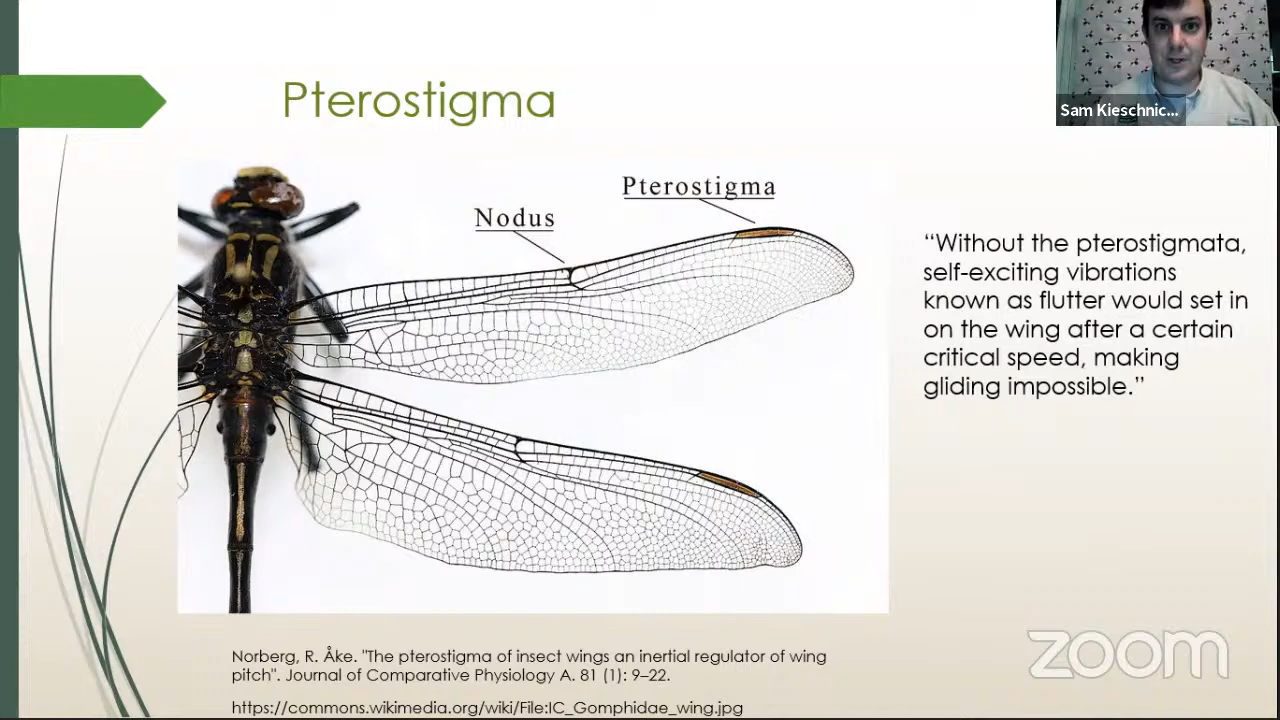 Pterostigma
Sam Kieschnic...
Pterostigma
Nodus
“Without the pterostigmata,
self-exciting vibrations
known as flutter would set in
on the wing after a certain
critical speed, making
gliding impossible.”
Norberg, R. Åke. "The pterostigma of insect wings an inertial regulator of wing
pitch". Journal of Comparative Physiology A. 81 (1): 9–22.
https://commons.wikimedia.org/wiki/File:IC_Gomphidae_wing.jpg
zoom